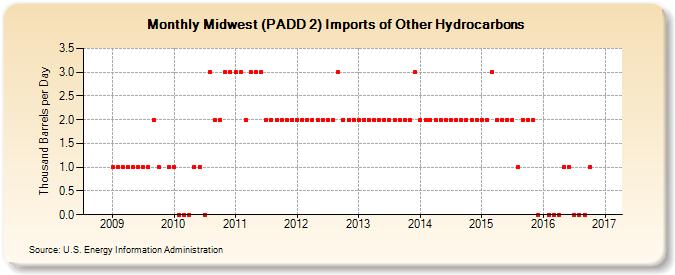 Monthly Midwest (PADD 2) Imports of Other Hydrocarbons
Thousand Barrels per Day
3.5
3.0
2.5
2.0
1.5
1.0
0.5
0.0
2009 2010 2011 2012 2013 2014 2015 2016 2017
Source: U.S. Energy Information Administration